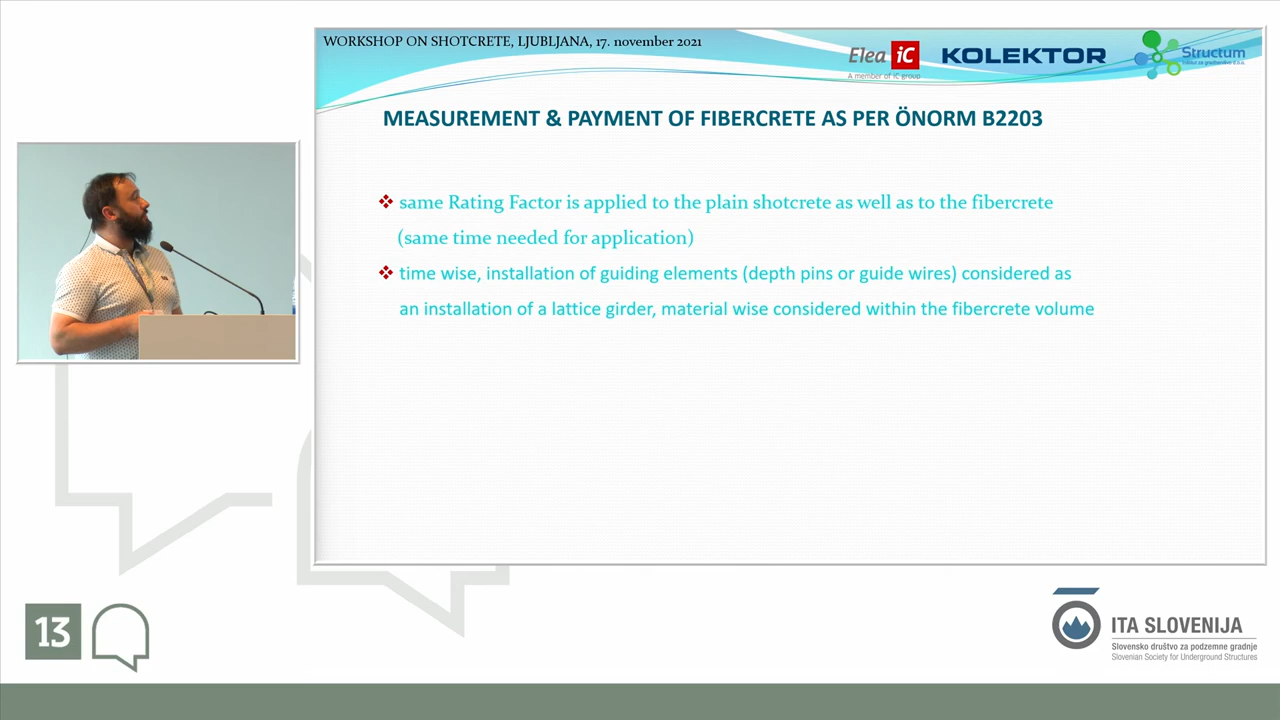 WORKSHOP ON SHOTCRETE, LJUBLJANA, 17. november 2021
Elea iC
A member of iC group
KOLEKTOR
Structum
MEASUREMENT & PAYMENT OF FIBERCRETE AS PER ÖNORM B2203
same Rating Factor is applied to the plain shotcrete as well as to the fibercrete
(same time needed for application)
time wise, installation of guiding elements (depth pins or guide wires) considered as
an installation of a lattice girder, material wise considered within the fibercrete volume
13
ITA SLOVENIJA
Slovensko društvo za podzemne gradnje
Slovenian Society for Underground Structures